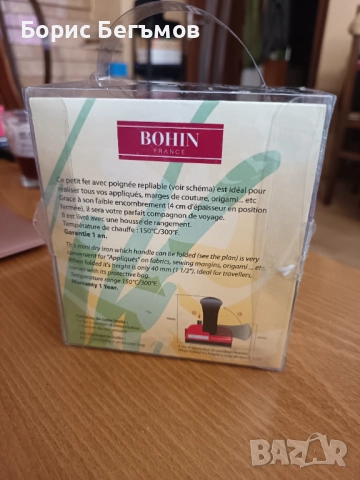 Борис Бегъмов
BOHIN
FRANCE
Ce petit fer avec poignée repliable (voir schéma) est idéal pour
réaliser tous vos appliqués, marges de couture, origami... etc
Grace à son faible encombrement (4 cm d'épaisseur en position
fermée), il sera votre parfait compagnon de voyage.
Il est livré avec une housse de rangement.
Température de chauffe : 150°C/300°F.
Garantie 1 an.
This mini dry iron which handle can be folded (see the plan) is very
convenient for "Appliqués" on fabrics, sewing margins, origami ... etc.
When folded it's height is only 40 mm (1 1/2"). Ideal for travellers,
comes with its protective bag.
Temperature range 150°C/300°F.
Warranty 1 Year.
BAZAR
bg